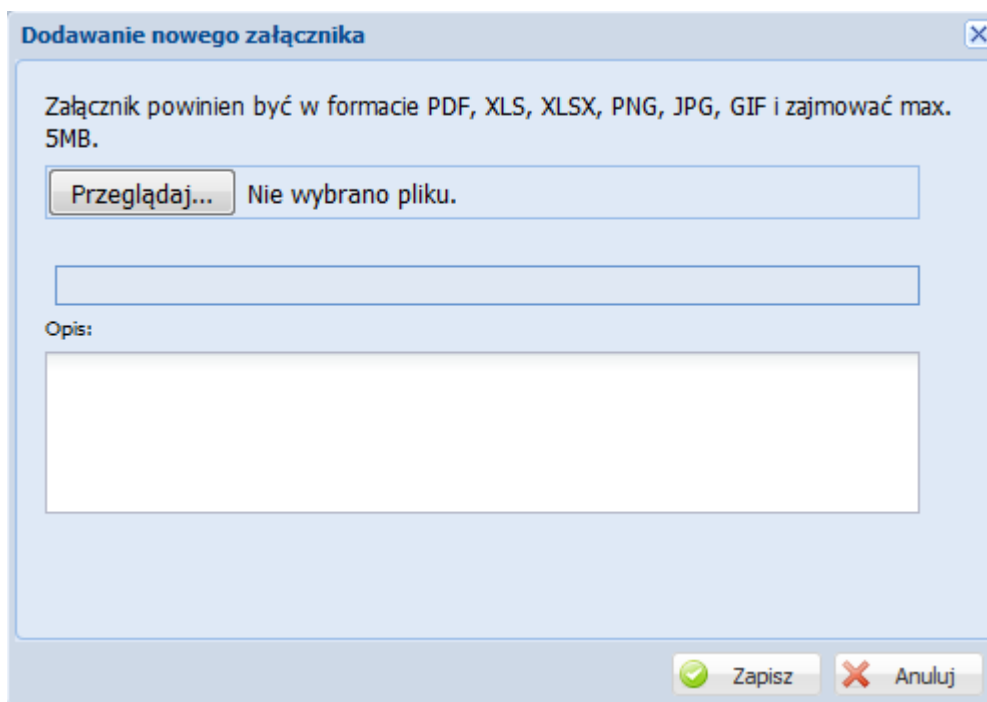 Dodawanie nowego załącznika
Załącznik powinien być w formacie PDF, XLS, XLSX, PNG, JPG, GIF i zajmować max.
5MB.
Przeglądaj... Nie wybrano pliku.
Opis:
Zapisz Anuluj